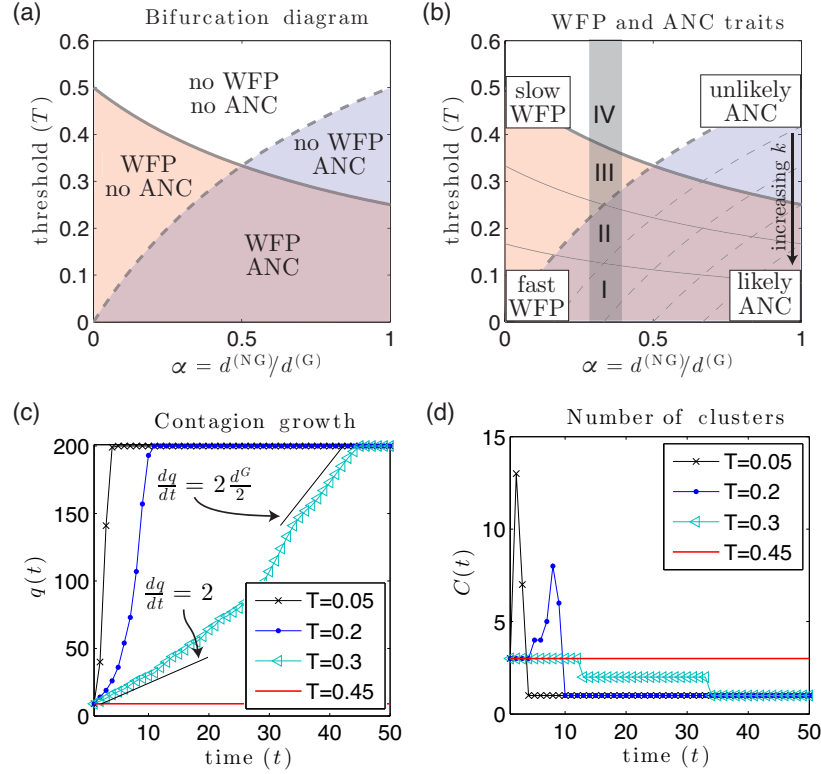 (a)
Bifurcation diagram
0.6
0.5
0.4
0.3
0.2
0.1
0
threshold (T)
no WFP
no ANC
no WFP
ANC
WFP
no ANC
WFP
ANC
0
0.5
1
α = d^(NG)/d^(G)
(b)
WFP and ANC traits
0.6
0.5
0.4
0.3
0.2
0.1
0
threshold (T)
slow
WFP
unlikely
ANC
IV
III
II
I
increasing k
fast
WFP
likely
ANC
0
0.5
1
α = d^(NG)/d^(G)
(c)
Contagion growth
200
150
100
50
0
q(t)
dq/dt = 2 d^G/2
dq/dt = 2
T=0.05
T=0.2
T=0.3
T=0.45
10
20
30
40
50
time (t)
(d)
Number of clusters
15
10
5
0
C(t)
T=0.05
T=0.2
T=0.3
T=0.45
10
20
30
40
50
time (t)